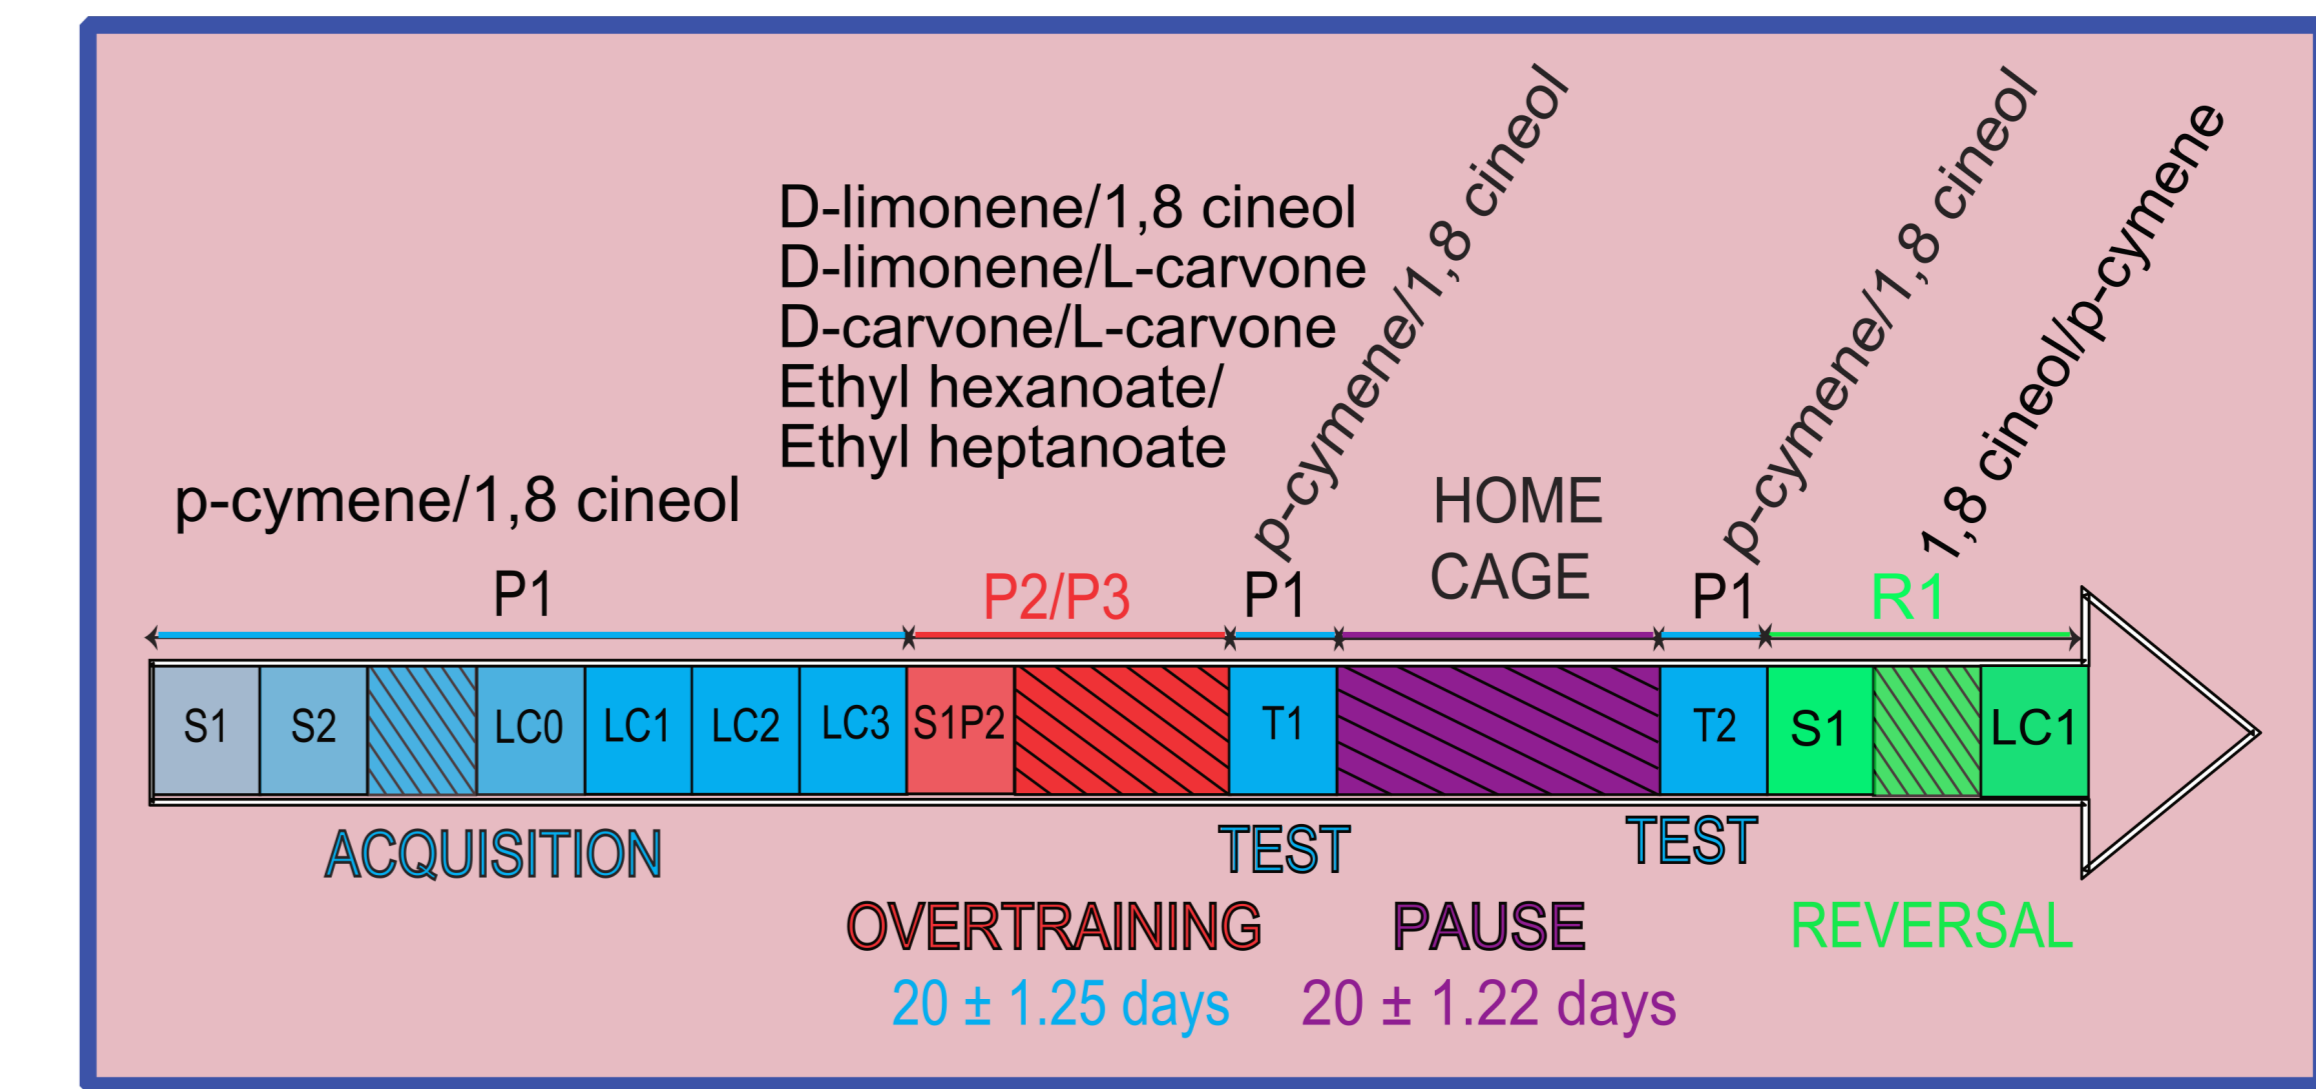 D-limonene/1,8 cineol
D-limonene/L-carvone
D-carvone/L-carvone
Ethyl hexanoate/
Ethyl heptanoate
p-cymene/1,8 cineol
p-cymene/1,8 cineol
p-cymene/1,8 cineol
1,8 cineol/p-cymene
HOME
CAGE
P1
P2/P3
P1
P1
R1
S1
S2
LC0
LC1
LC2
LC3
S1P2
T1
T2
S1
LC1
ACQUISITION
TEST
TEST
OVERTRAINING
PAUSE
REVERSAL
20 ± 1.25 days
20 ± 1.22 days